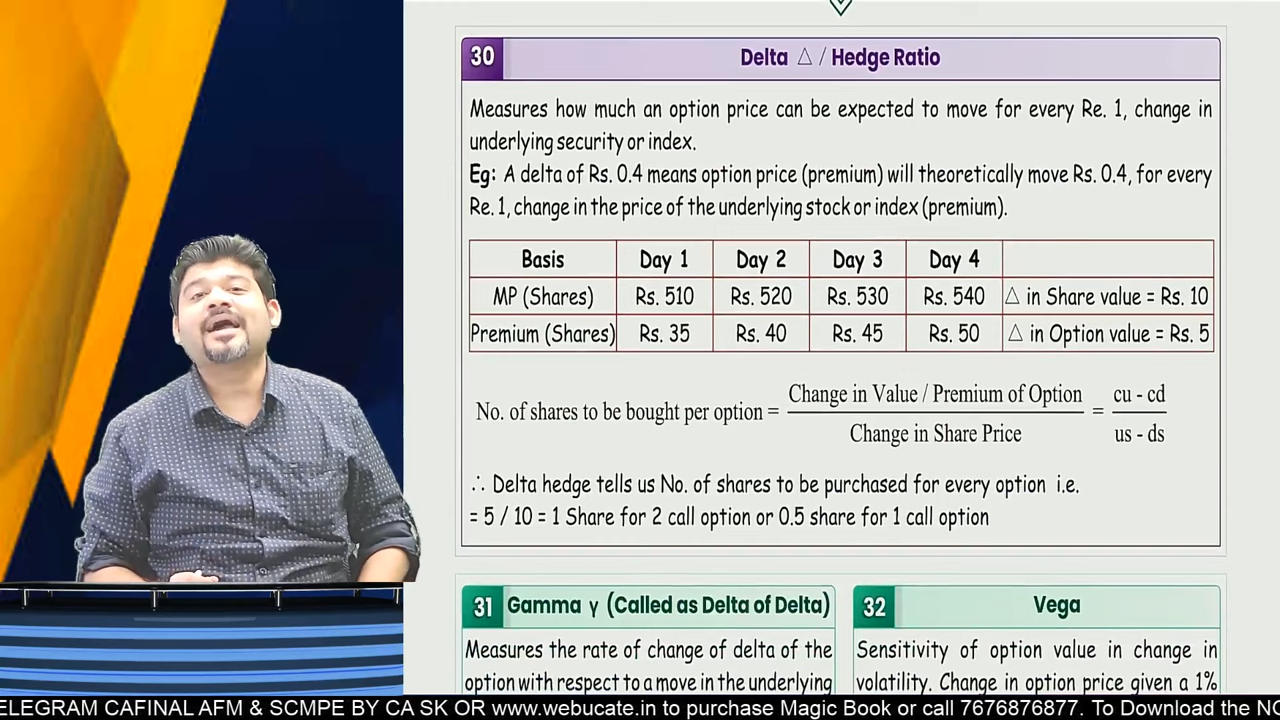 30 Delta △ / Hedge Ratio
Measures how much an option price can be expected to move for every Re. 1, change in
underlying security or index.
Eg: A delta of Rs. 0.4 means option price (premium) will theoretically move Rs. 0.4, for every
Re. 1, change in the price of the underlying stock or index (premium).
Basis Day 1 Day 2 Day 3 Day 4
MP (Shares) Rs. 510 Rs. 520 Rs. 530 Rs. 540 △ in Share value = Rs. 10
Premium (Shares) Rs. 35 Rs. 40 Rs. 45 Rs. 50 △ in Option value = Rs. 5
No. of shares to be bought per option = Change in Value / Premium of Option = cu - cd
Change in Share Price us - ds
∴ Delta hedge tells us No. of shares to be purchased for every option i.e.
= 5 / 10 = 1 Share for 2 call option or 0.5 share for 1 call option
31 Gamma γ (Called as Delta of Delta)
Measures the rate of change of delta of the
option with respect to a move in the underlying
32 Vega
Sensitivity of option value in change in
volatility. Change in option price given a 1%
ELEGRAM CAFINAL AFM & SCMPE BY CA SK OR www.webucate.in to purchase Magic Book or call 7676876877. To Download the NO